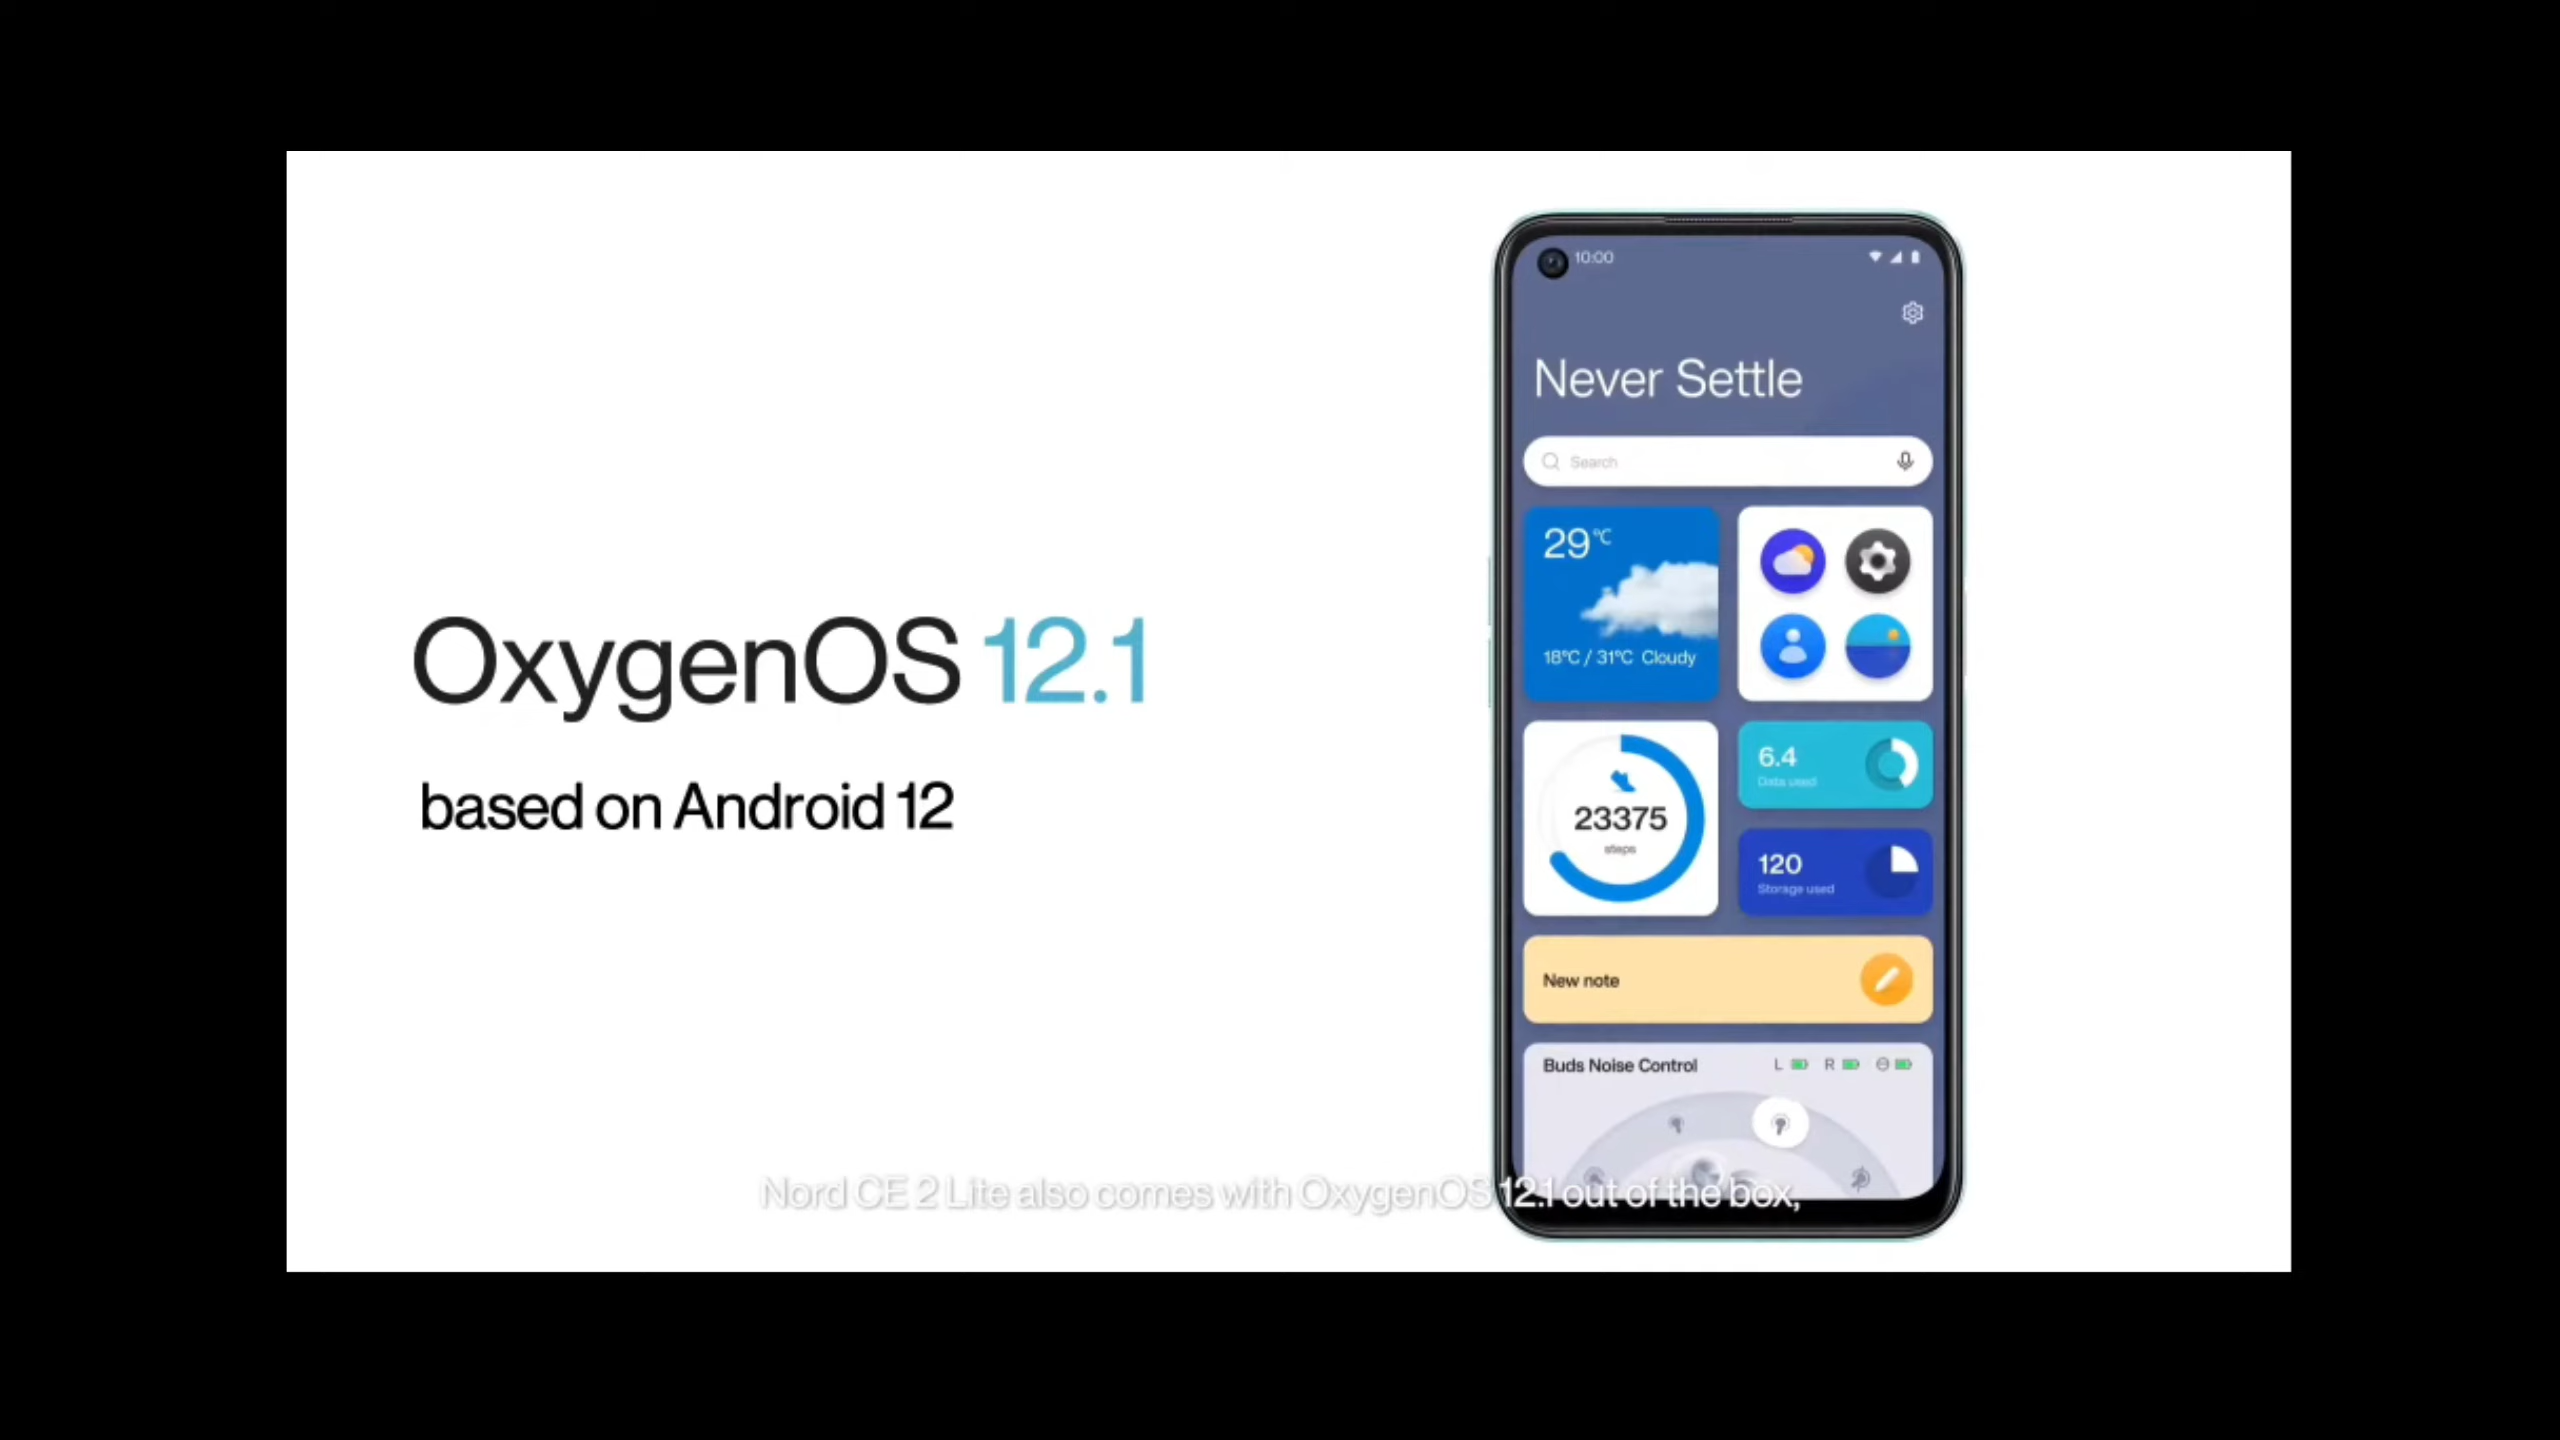 OxygenOS 12.1
based on Android 12
10:00
Never Settle
Search
29°C
18°C / 31°C Cloudy
23375
steps
6.4
Data used
120
Storage used
New note
Buds Noise Control L R
Nord CE 2 Lite also comes with OxygenOS 12.1 out of the box,